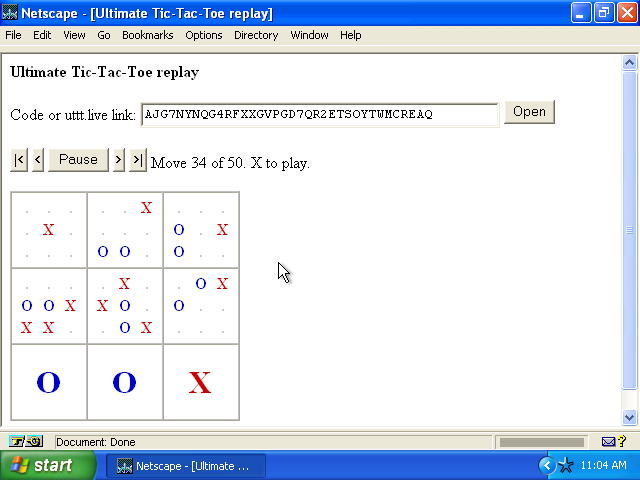 Netscape - [Ultimate Tic-Tac-Toe replay]
File Edit View Go Bookmarks Options Directory Window Help
Ultimate Tic-Tac-Toe replay
Code or uttt.live link: AJG7NYNQG4RFXXGVPGD7QR2ETSOYTWMCREAQ Open
|< < Pause > >| Move 34 of 50. X to play.
. . . . . X . . .
. X . . . . O . X
. . . O O . O . .
. . . . X . . O X
O O X X O . O . .
X X . . O X . . .
O O X
Document: Done
start Netscape - [Ultimate ... 11:04 AM